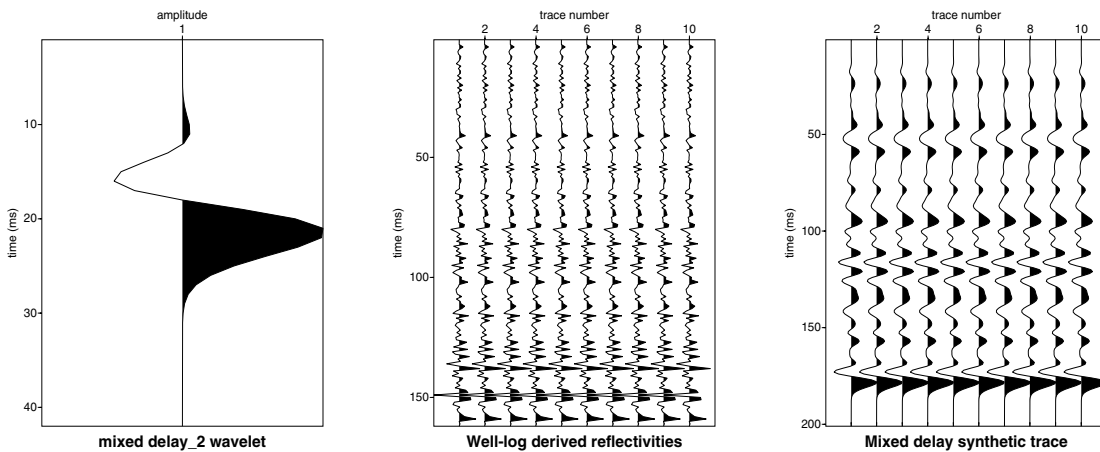 amplitude
1
10
20
30
40
time (ms)
mixed delay_2 wavelet
trace number
2 4 6 8 10
50
100
150
time (ms)
Well-log derived reflectivities
trace number
2 4 6 8 10
50
100
150
200
time (ms)
Mixed delay synthetic trace